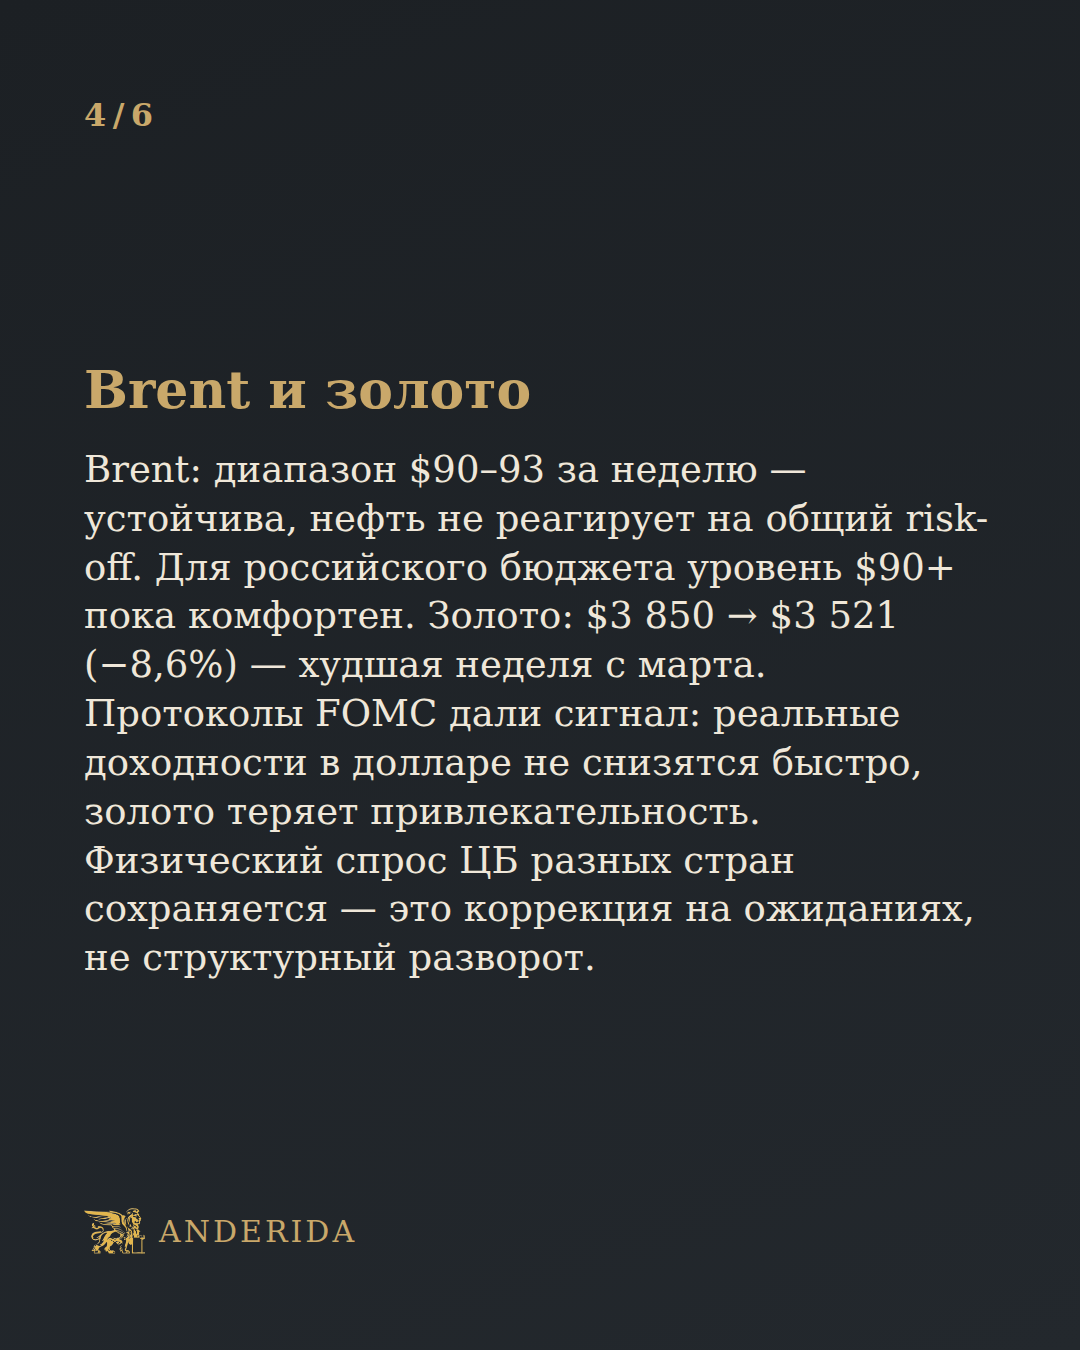 4/6
Brent и золото
Brent: диапазон $90–93 за неделю —
устойчива, нефть не реагирует на общий risk-
off. Для российского бюджета уровень $90+
пока комфортен. Золото: $3 850 → $3 521
(−8,6%) — худшая неделя с марта.
Протоколы FOMC дали сигнал: реальные
доходности в долларе не снизятся быстро,
золото теряет привлекательность.
Физический спрос ЦБ разных стран
сохраняется — это коррекция на ожиданиях,
не структурный разворот.
ANDERIDA